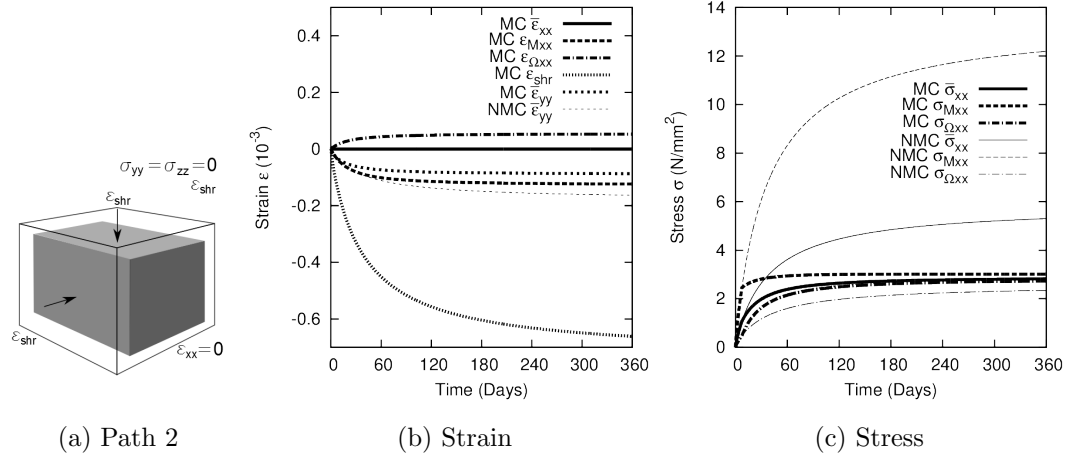 σyy = σzz = 0
εshr
εshr
εshr
εxx = 0
(a) Path 2
Strain ε (10-3)
0.4
0.2
0
-0.2
-0.4
-0.6
MC ε̅xx
MC εMxx
MC εΩxx
MC εshr
MC ε̅yy
NMC ε̅yy
0 60 120 180 240 300 360
Time (Days)
(b) Strain
Stress σ (N/mm2)
14
12
10
8
6
4
2
0
MC σ̅xx
MC σMxx
MC σΩxx
NMC σ̅xx
NMC σMxx
NMC σΩxx
0 60 120 180 240 300 360
Time (Days)
(c) Stress